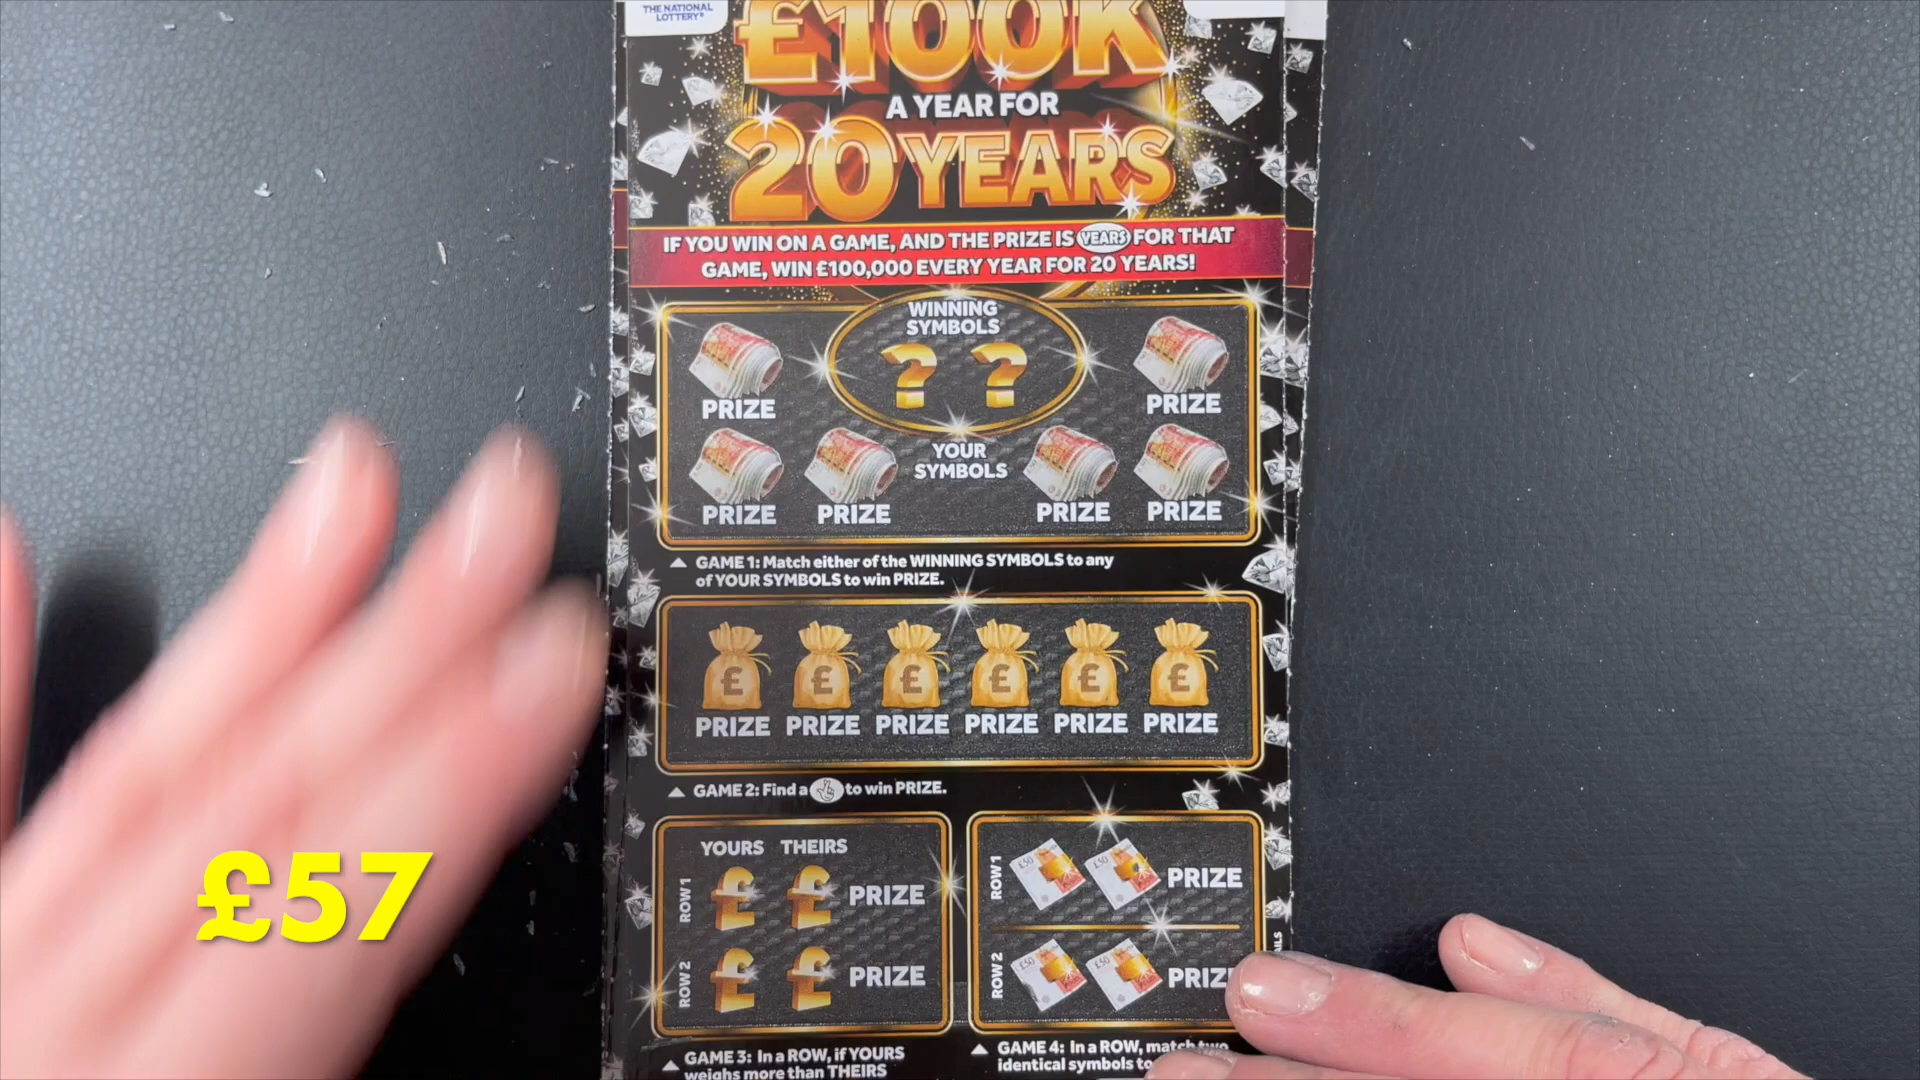 THE NATIONAL
LOTTERY®
£100K
A YEAR FOR
20 YEARS
IF YOU WIN ON A GAME, AND THE PRIZE IS YEARS FOR THAT
GAME, WIN £100,000 EVERY YEAR FOR 20 YEARS!
WINNING
SYMBOLS
? ?
PRIZE PRIZE
YOUR
SYMBOLS
PRIZE PRIZE PRIZE PRIZE
GAME 1: Match either of the WINNING SYMBOLS to any
of YOUR SYMBOLS to win PRIZE.
£ £ £ £ £ £
PRIZE PRIZE PRIZE PRIZE PRIZE PRIZE
GAME 2: Find a to win PRIZE.
YOURS THEIRS
ROW 1 £ £ PRIZE
ROW 2 £ £ PRIZE
ROW 1 £50 £50 PRIZE
ROW 2 £50 £50 PRIZ
GAME 3: In a ROW, if YOURS
weighs more than THEIRS
GAME 4: In a ROW, match two
identical symbols to
£57